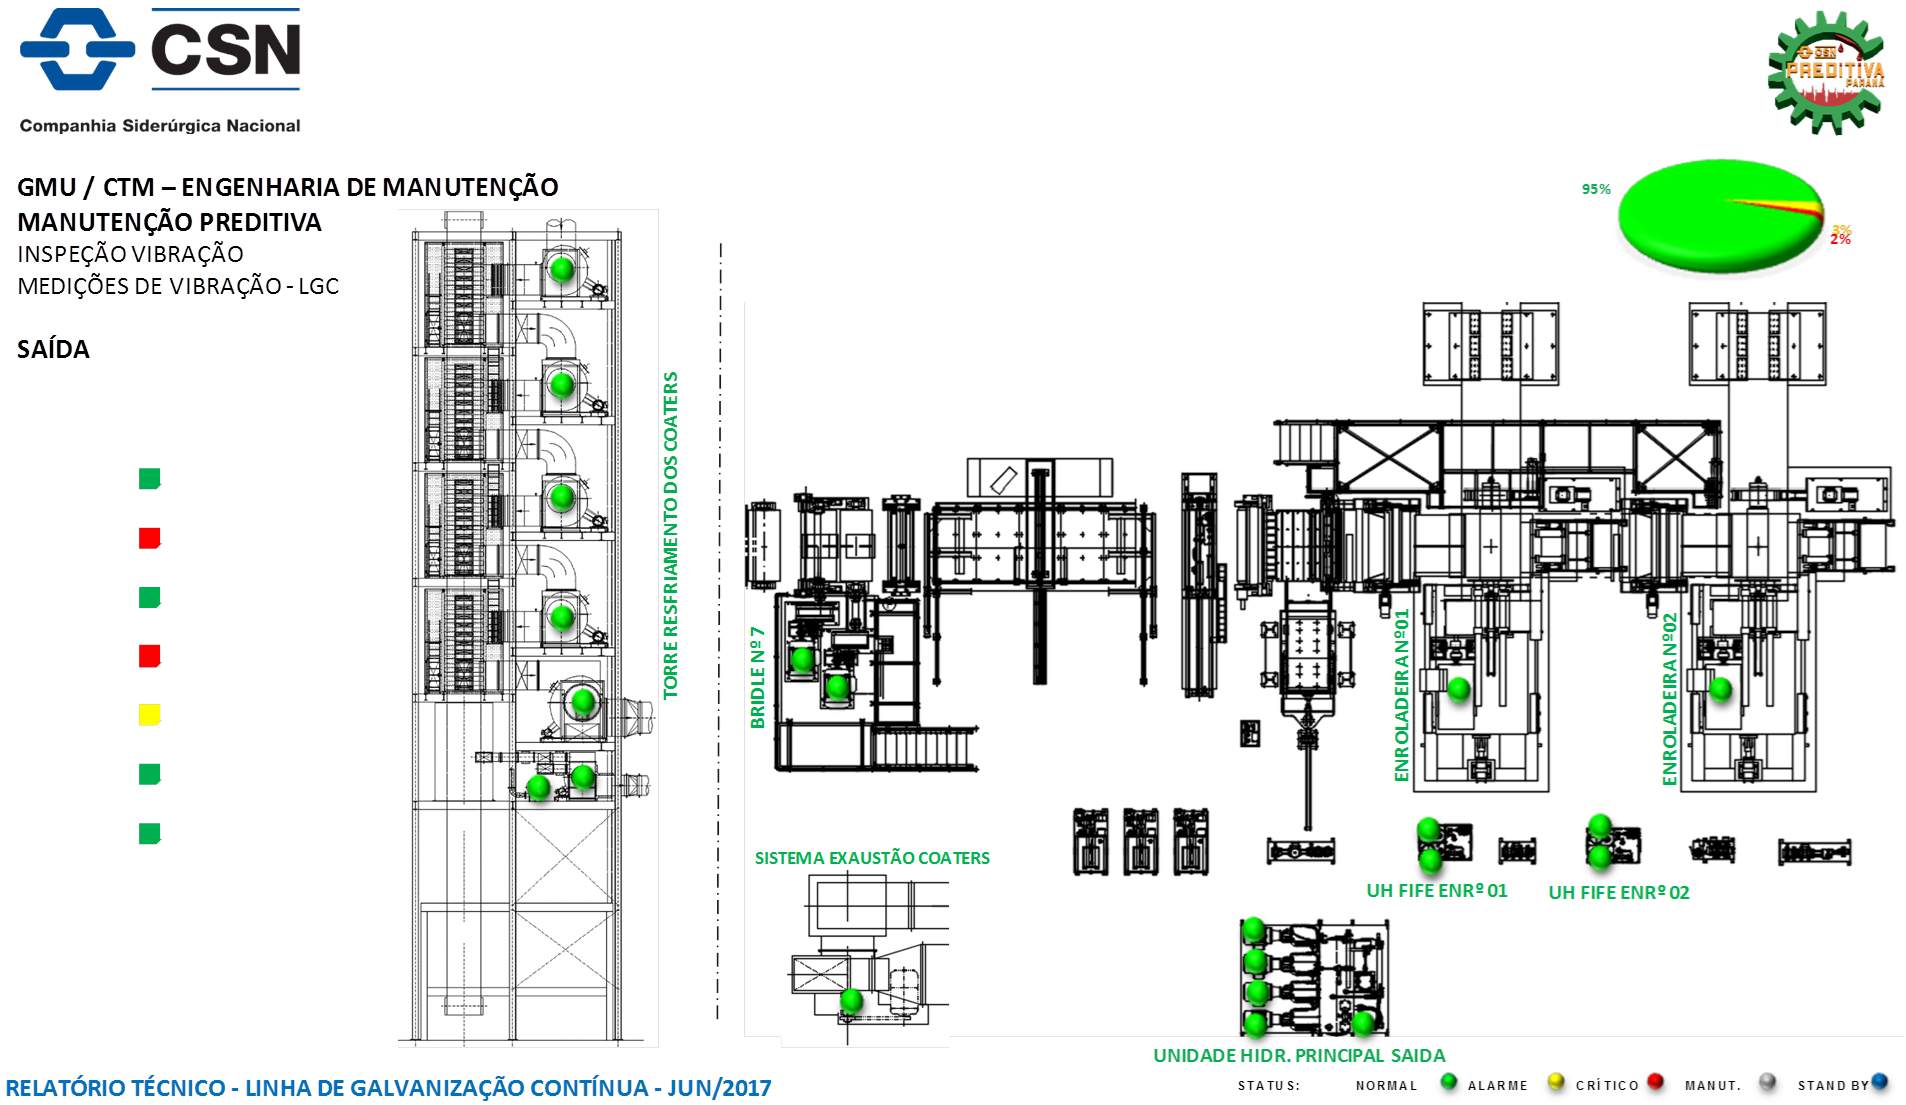 CSN
Companhia Siderúrgica Nacional
CSN
PREDITIVA
PARANÁ
GMU / CTM – ENGENHARIA DE MANUTENÇÃO
MANUTENÇÃO PREDITIVA
INSPEÇÃO VIBRAÇÃO
MEDIÇÕES DE VIBRAÇÃO - LGC
SAÍDA
95%
3%
2%
TORRE RESFRIAMENTO DOS COATERS
BRIDLE Nº 7
ENROLADEIRA Nº01
ENROLADEIRA Nº02
SISTEMA EXAUSTÃO COATERS
UH FIFE ENRº 01
UH FIFE ENRº 02
UNIDADE HIDR. PRINCIPAL SAIDA
RELATÓRIO TÉCNICO - LINHA DE GALVANIZAÇÃO CONTÍNUA - JUN/2017
STATUS: NORMAL ALARME CRÍTICO MANUT. STAND BY